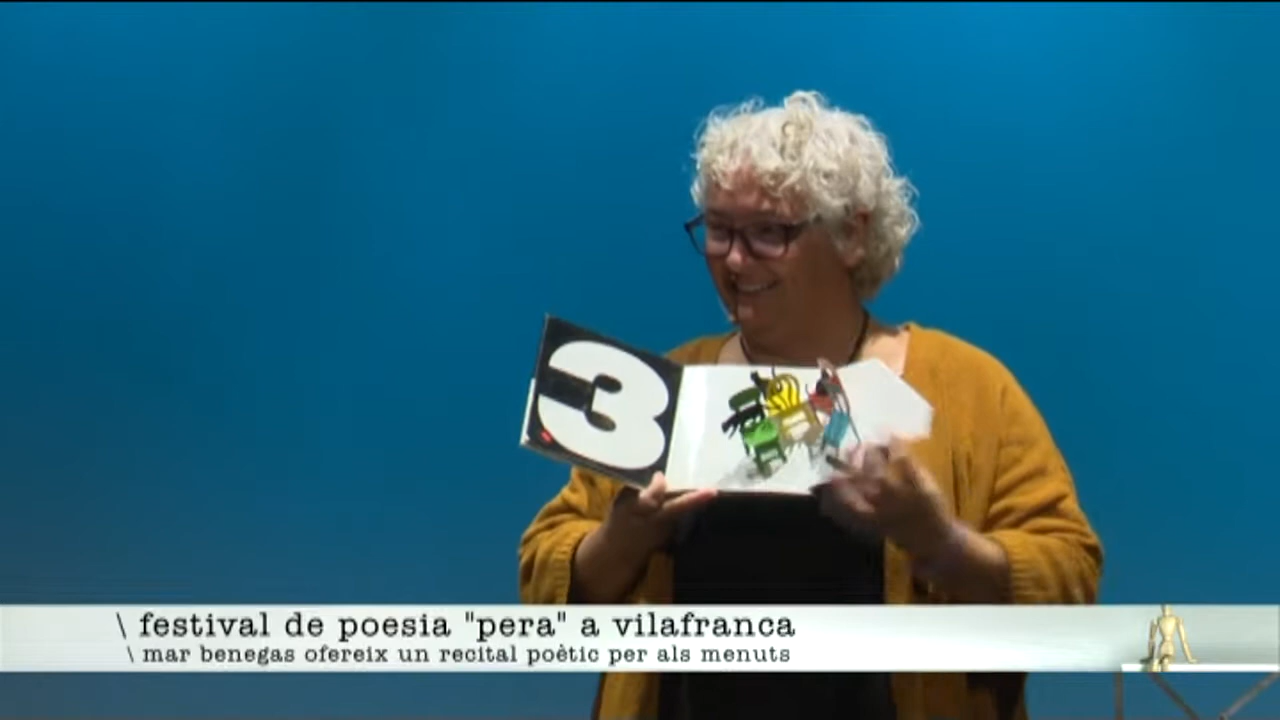 3
\ festival de poesia "pera" a vilafranca
\ mar benegas ofereix un recital poètic per als menuts